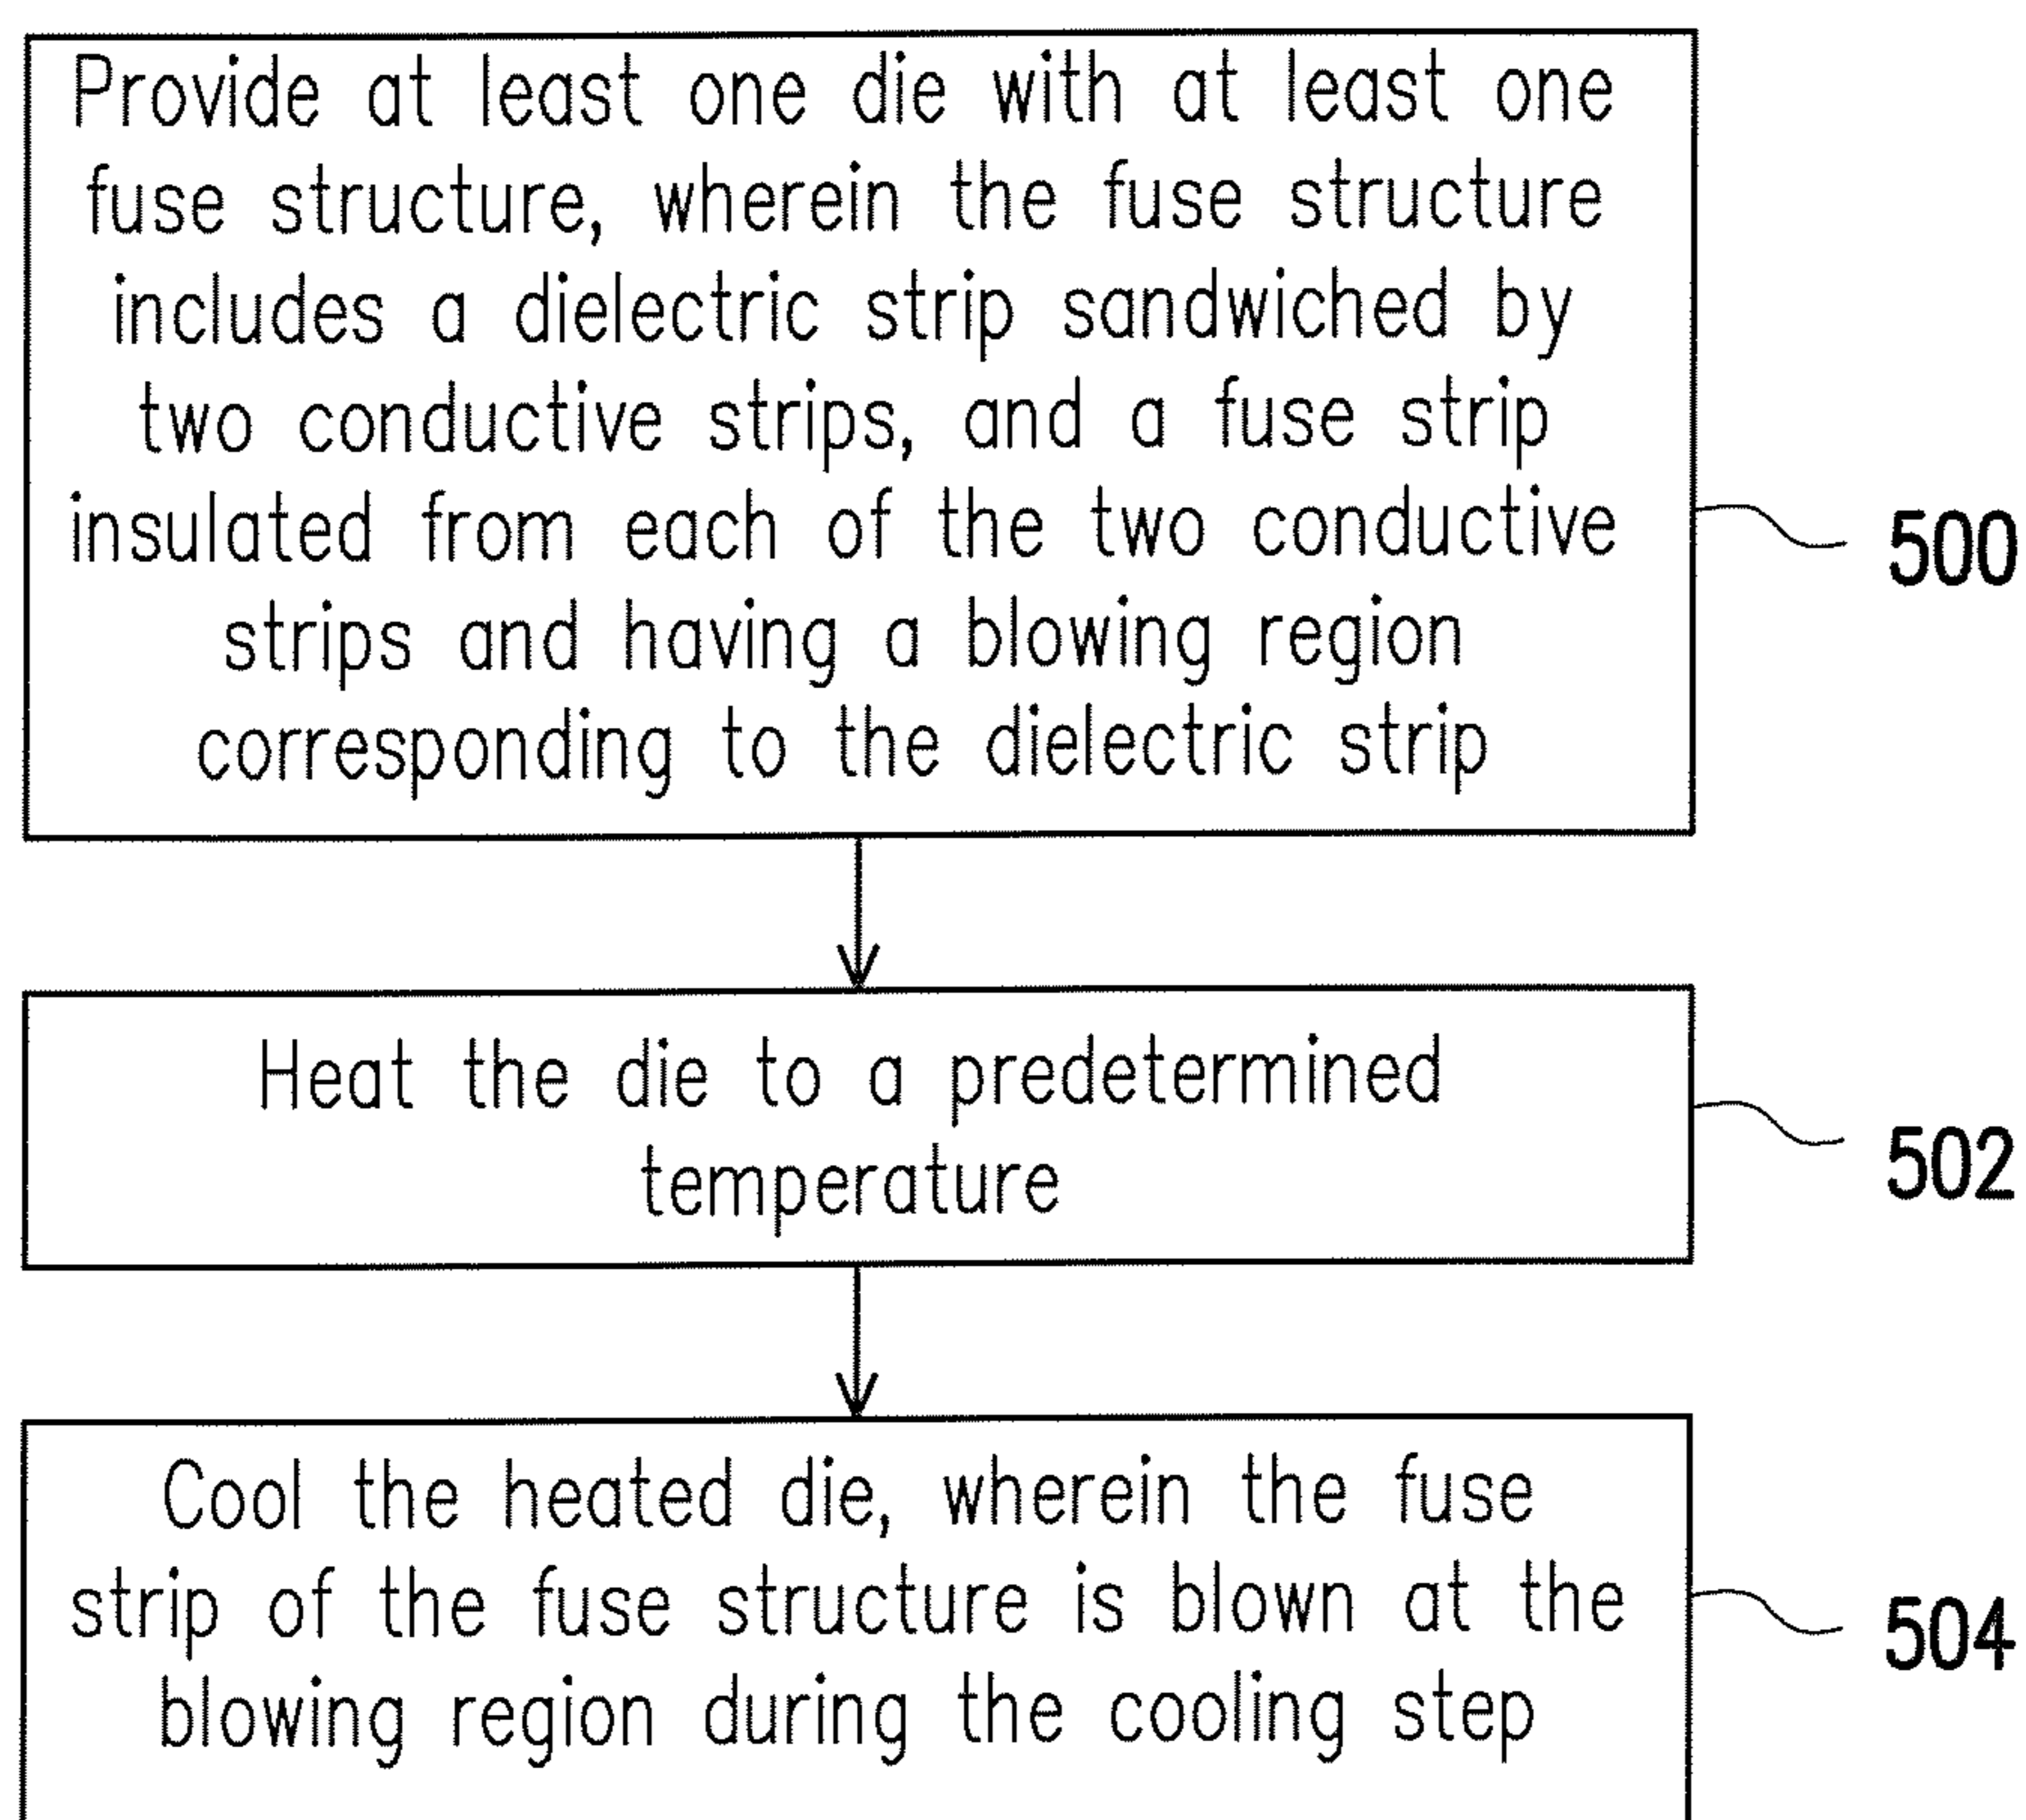 Provide at least one die with at least one
fuse structure, wherein the fuse structure
includes a dielectric strip sandwiched by
two conductive strips, and a fuse strip
insulated from each of the two conductive
strips and having a blowing region
corresponding to the dielectric strip
500
Heat the die to a predetermined
temperature
502
Cool the heated die, wherein the fuse
strip of the fuse structure is blown at the
blowing region during the cooling step
504